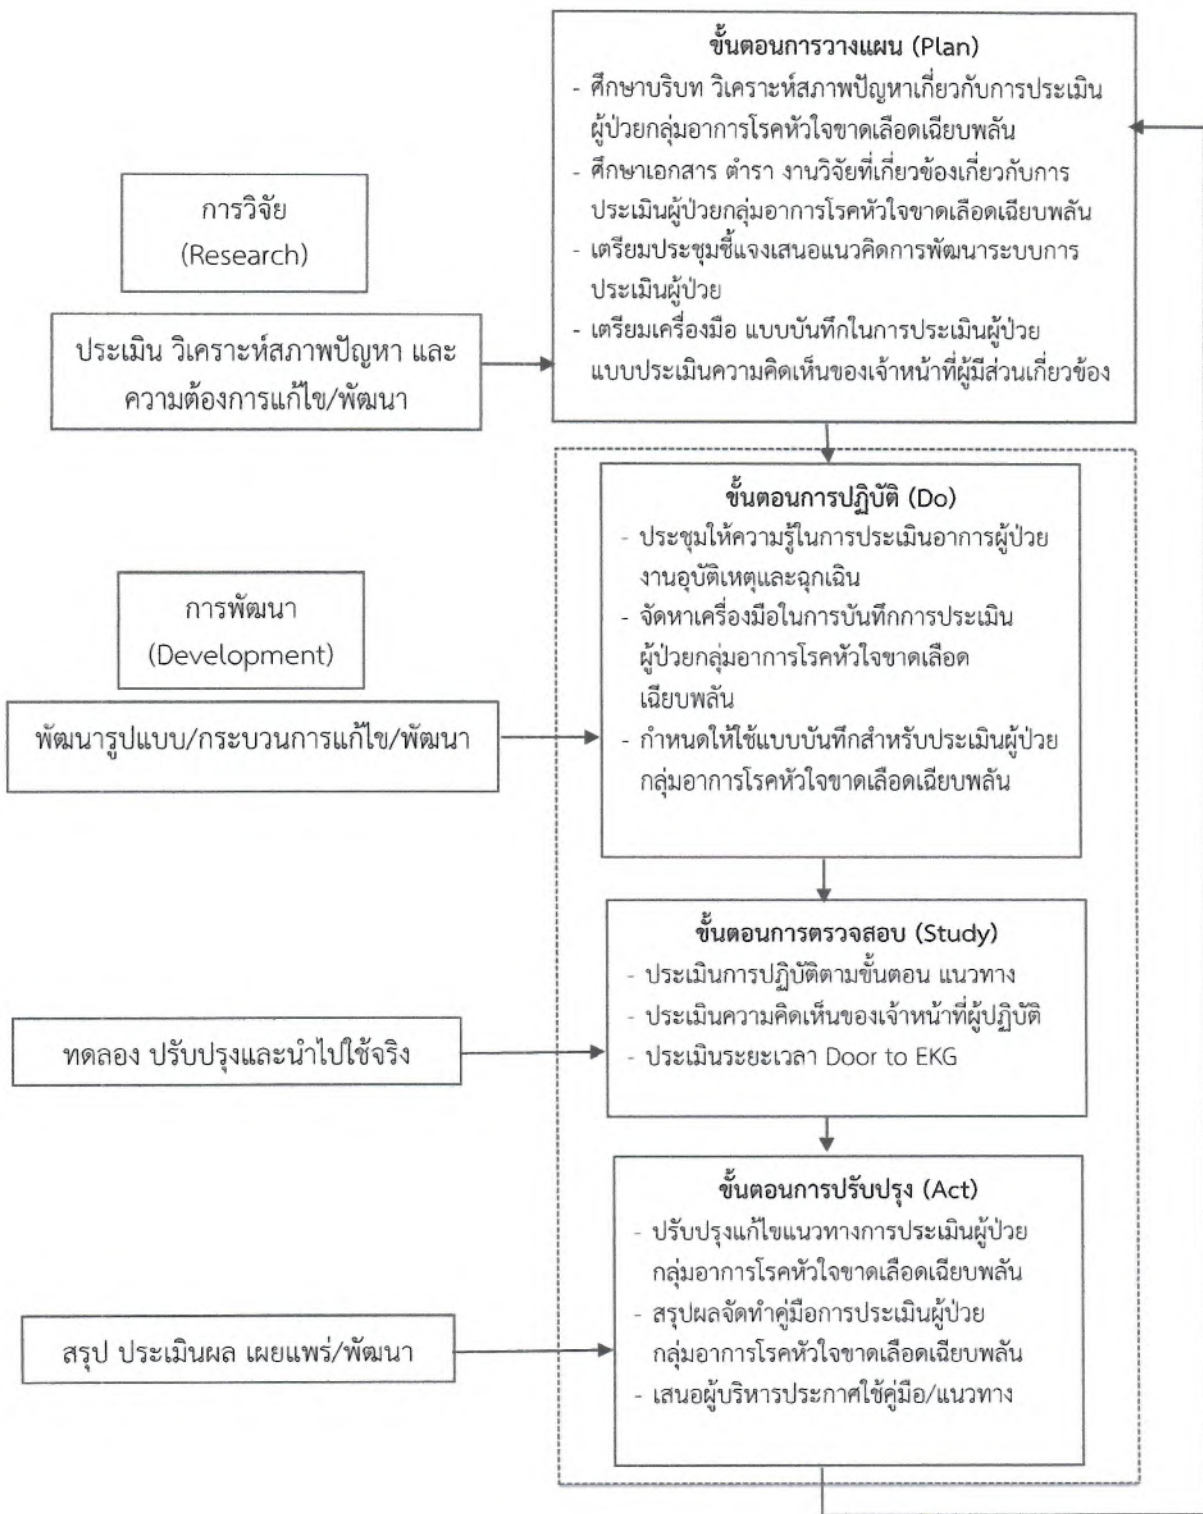 ขั้นตอนการวางแผน (Plan)
- ศึกษาบริบท วิเคราะห์สภาพปัญหาเกี่ยวกับการประเมิน
ผู้ป่วยกลุ่มอาการโรคหัวใจขาดเลือดเฉียบพลัน
- ศึกษาเอกสาร ตำรา งานวิจัยที่เกี่ยวข้องเกี่ยวกับการ
ประเมินผู้ป่วยกลุ่มอาการโรคหัวใจขาดเลือดเฉียบพลัน
- เตรียมประชุมชี้แจงเสนอแนวคิดการพัฒนาระบบการ
ประเมินผู้ป่วย
- เตรียมเครื่องมือ แบบบันทึกในการประเมินผู้ป่วย
แบบประเมินความคิดเห็นของเจ้าหน้าที่ผู้มีส่วนเกี่ยวข้อง
การวิจัย
(Research)
ประเมิน วิเคราะห์สภาพปัญหา และ
ความต้องการแก้ไข/พัฒนา
ขั้นตอนการปฏิบัติ (Do)
- ประชุมให้ความรู้ในการประเมินอาการผู้ป่วย
งานอุบัติเหตุและฉุกเฉิน
- จัดหาเครื่องมือในการบันทึกการประเมิน
ผู้ป่วยกลุ่มอาการโรคหัวใจขาดเลือด
เฉียบพลัน
- กำหนดให้ใช้แบบบันทึกสำหรับประเมินผู้ป่วย
กลุ่มอาการโรคหัวใจขาดเลือดเฉียบพลัน
การพัฒนา
(Development)
พัฒนารูปแบบ/กระบวนการแก้ไข/พัฒนา
ขั้นตอนการตรวจสอบ (Study)
- ประเมินการปฏิบัติตามขั้นตอน แนวทาง
- ประเมินความคิดเห็นของเจ้าหน้าที่ผู้ปฏิบัติ
- ประเมินระยะเวลา Door to EKG
ทดลอง ปรับปรุงและนำไปใช้จริง
ขั้นตอนการปรับปรุง (Act)
- ปรับปรุงแก้ไขแนวทางการประเมินผู้ป่วย
กลุ่มอาการโรคหัวใจขาดเลือดเฉียบพลัน
- สรุปผลจัดทำคู่มือการประเมินผู้ป่วย
กลุ่มอาการโรคหัวใจขาดเลือดเฉียบพลัน
- เสนอผู้บริหารประกาศใช้คู่มือ/แนวทาง
สรุป ประเมินผล เผยแพร่/พัฒนา